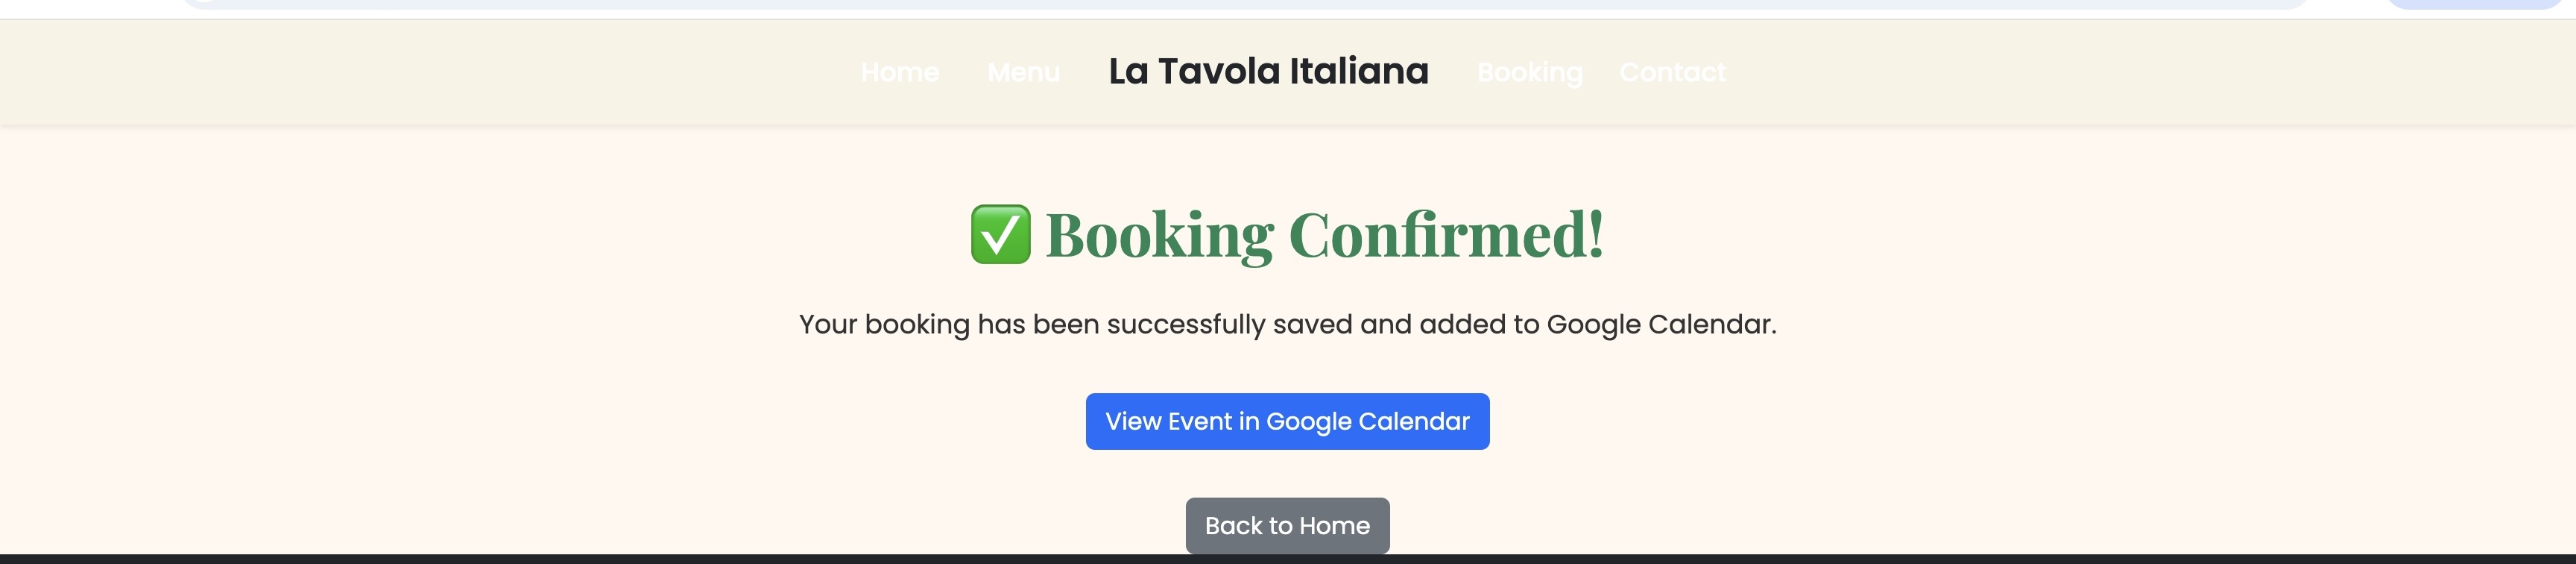 Home Menu La Tavola Italiana Booking Contact
✅ Booking Confirmed!
Your booking has been successfully saved and added to Google Calendar.
View Event in Google Calendar
Back to Home